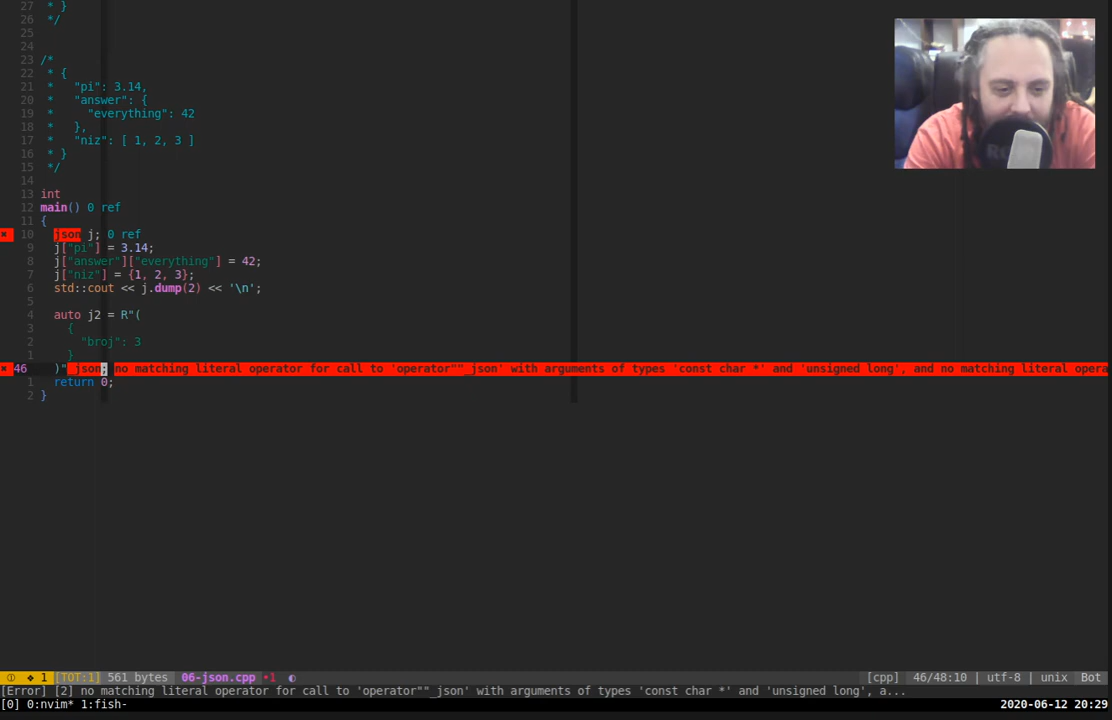 27  * }
26  */
25
24
23 /*
22  * {
21  *   "pi": 3.14,
20  *   "answer": {
19  *     "everything": 42
18  *   },
17  *   "niz": [ 1, 2, 3 ]
16  * }
15  */
14
13 int
12 main() 0 ref
11 {
✖ 10   json j; 0 ref
9   j["pi"] = 3.14;
8   j["answer"]["everything"] = 42;
7   j["niz"] = {1, 2, 3};
6   std::cout << j.dump(2) << '\n';
5
4   auto j2 = R"(
3     {
2       "broj": 3
1     }
✖ 46   )"_json; no matching literal operator for call to 'operator""_json' with arguments of types 'const char *' and 'unsigned long', and no matching literal opera
1   return 0;
2 }
① ❖ 1 [TOT:1] 561 bytes 06-json.cpp •1 [cpp] 46/48:10 | utf-8 | unix | Bot
[Error] [2] no matching literal operator for call to 'operator""_json' with arguments of types 'const char *' and 'unsigned long', a...
[0] 0:nvim* 1:fish- 2020-06-12 20:29